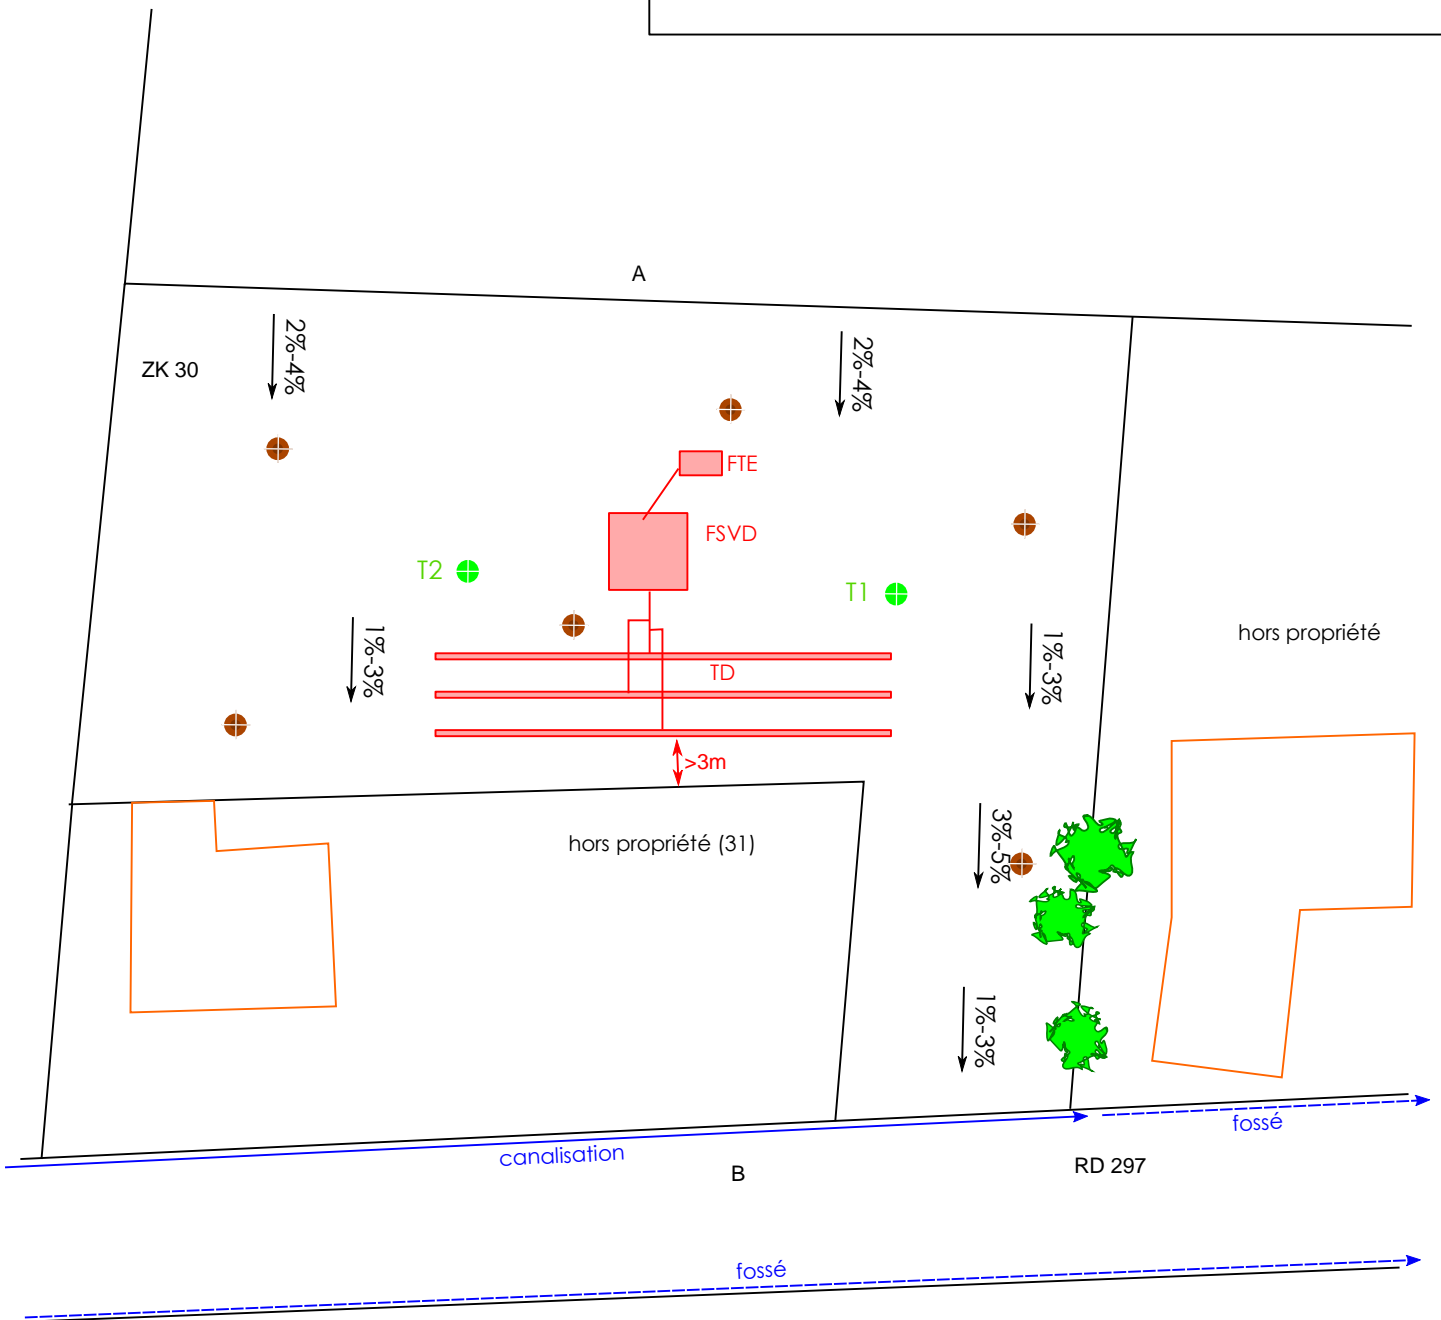 A
2%-4%
2%-4%
ZK 30
FTE
FSVD
T2
T1
1%-3%
1%-3%
hors propriété
TD
>3m
3%-5%
hors propriété (31)
1%-3%
fossé
canalisation
B
RD 297
fossé